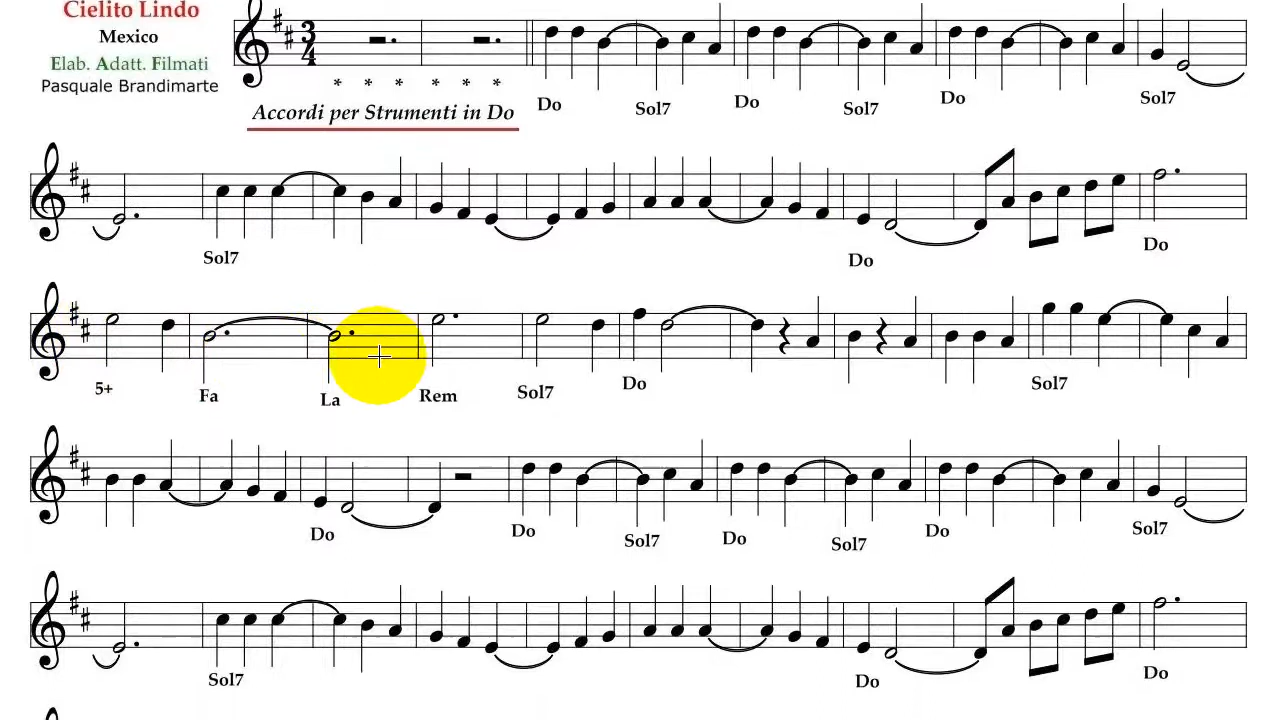 Cielito Lindo
Mexico
Elab. Adatt. Filmati
Pasquale Brandimarte
3
4
* * * * * *
Accordi per Strumenti in Do
Do Sol7 Do Sol7 Do Sol7
Sol7 Do Do
5+ Fa La Rem Sol7 Do Sol7
Do Do Sol7 Do Sol7 Do Sol7
Sol7 Do Do